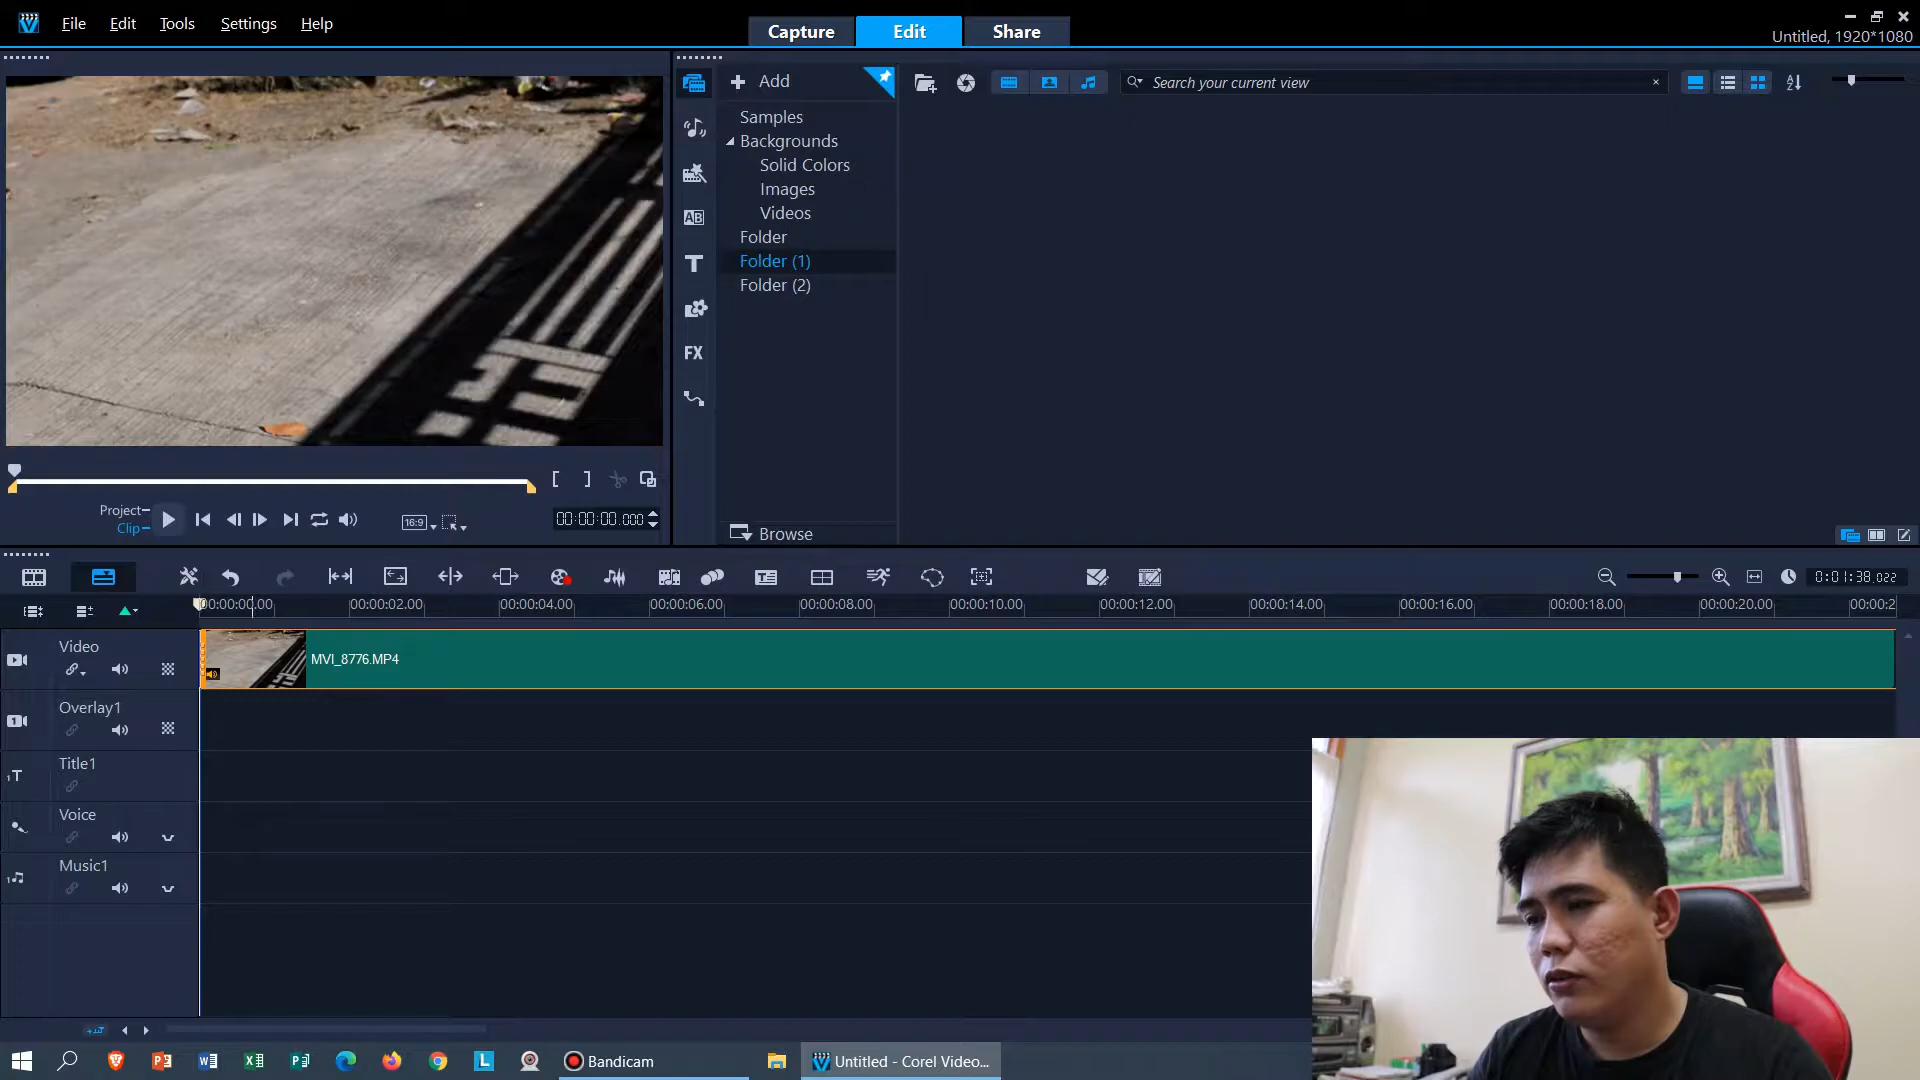 File Edit Tools Settings Help
Capture Edit Share
Untitled, 1920*1080
Add
Search your current view
Samples
Backgrounds
Solid Colors
Images
Videos
Folder
Folder (1)
Folder (2)
AB
T
FX
Browse
Project
Clip
16:9
00:00:00.000
0:01:38.022
00:00:00.00 00:00:02.00 00:00:04.00 00:00:06.00 00:00:08.00 00:00:10.00 00:00:12.00 00:00:14.00 00:00:16.00 00:00:18.00 00:00:20.00 00:00:2
Video
MVI_8776.MP4
Overlay1
Title1
Voice
Music1
Bandicam
Untitled - Corel Video...